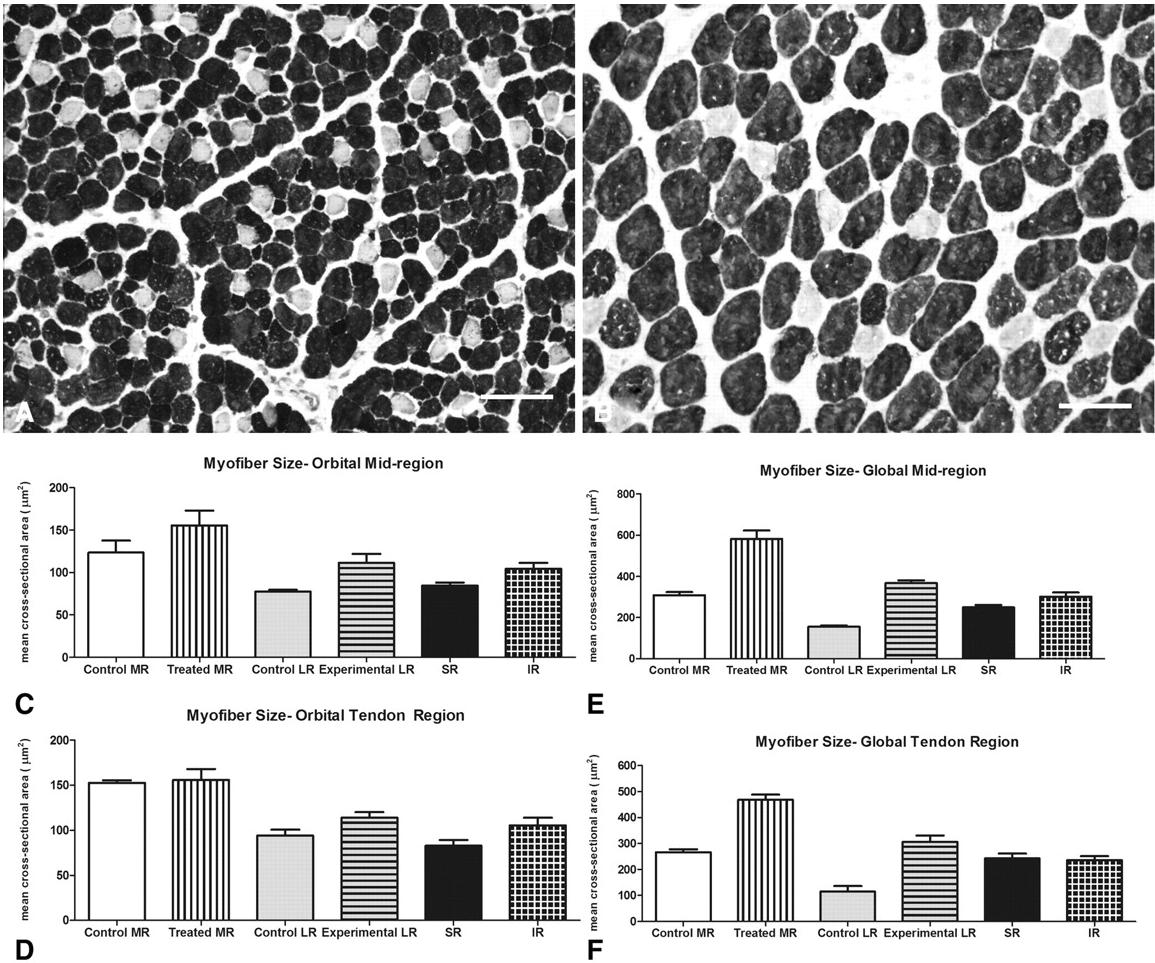 A
B
Myofiber Size- Orbital Mid-region
mean cross-sectional area ( µm²)
200
150
100
50
0
Control MR Treated MR Control LR Experimental LR SR IR
C
Myofiber Size- Global Mid-region
mean cross-sectional area ( µm²)
800
600
400
200
0
Control MR Treated MR Control LR Experimental LR SR IR
E
Myofiber Size- Orbital Tendon Region
mean cross-sectional area ( µm²)
200
150
100
50
0
Control MR Treated MR Control LR Experimental LR SR IR
D
Myofiber Size- Global Tendon Region
mean cross-sectional area ( µm²)
600
500
400
300
200
100
0
Control MR Treated MR Control LR Experimental LR SR IR
F